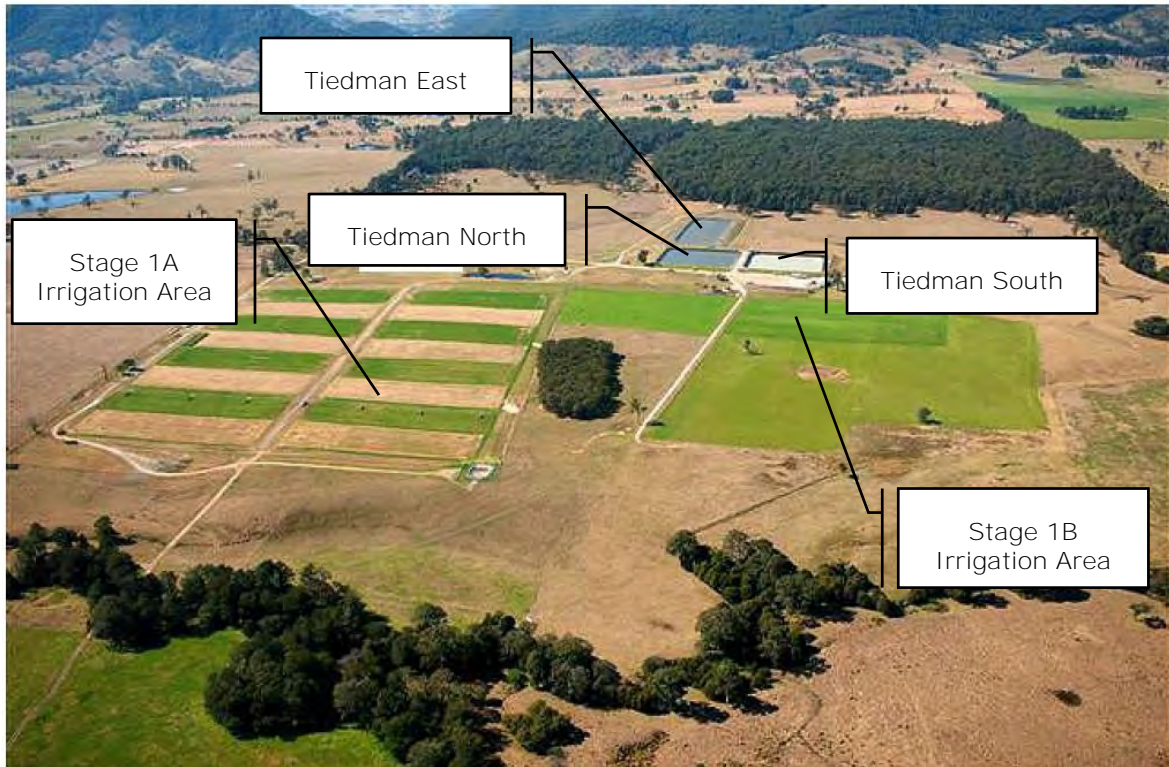 Tiedman East
Tiedman North
Stage 1A
Irrigation Area
Tiedman South
Stage 1B
Irrigation Area